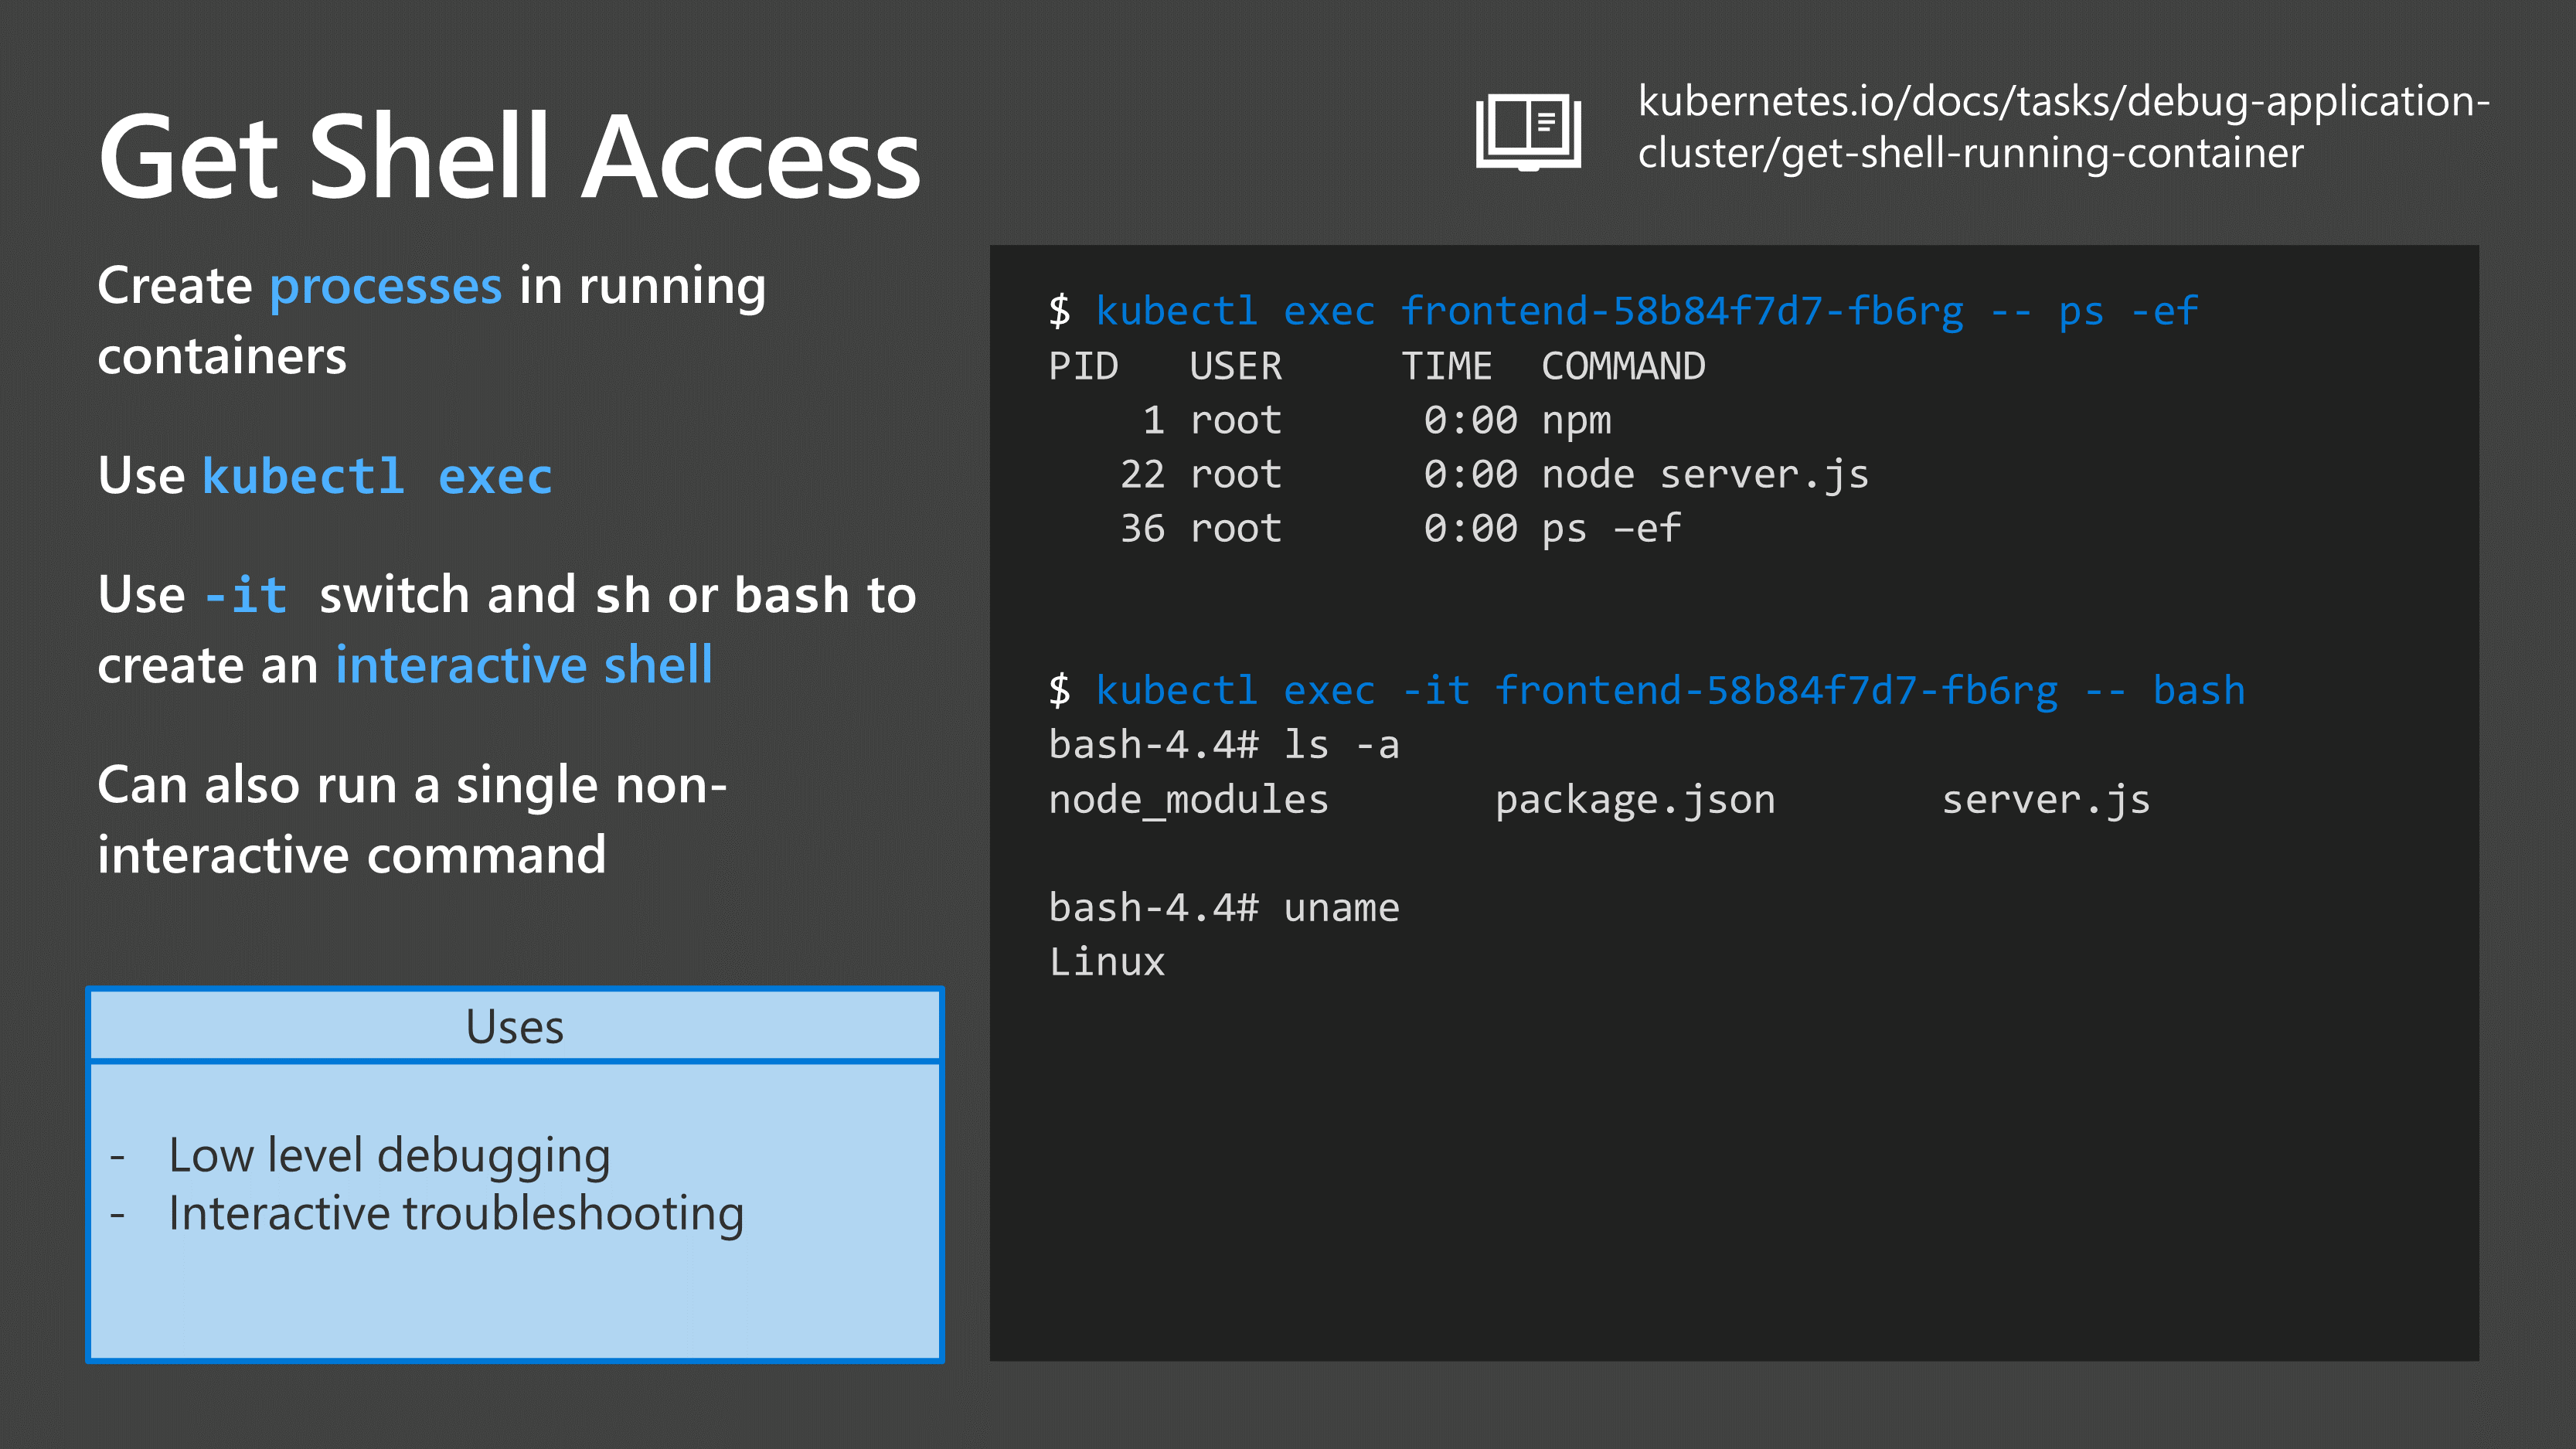 Get Shell Access
kubernetes.io/docs/tasks/debug-application-
cluster/get-shell-running-container
Create processes in running
containers
Use kubectl exec
Use -it switch and sh or bash to
create an interactive shell
Can also run a single non-
interactive command
Uses
- Low level debugging
- Interactive troubleshooting
$ kubectl exec frontend-58b84f7d7-fb6rg -- ps -ef
PID   USER     TIME  COMMAND
    1 root      0:00 npm
   22 root      0:00 node server.js
   36 root      0:00 ps –ef
$ kubectl exec -it frontend-58b84f7d7-fb6rg -- bash
bash-4.4# ls -a
node_modules       package.json       server.js
bash-4.4# uname
Linux